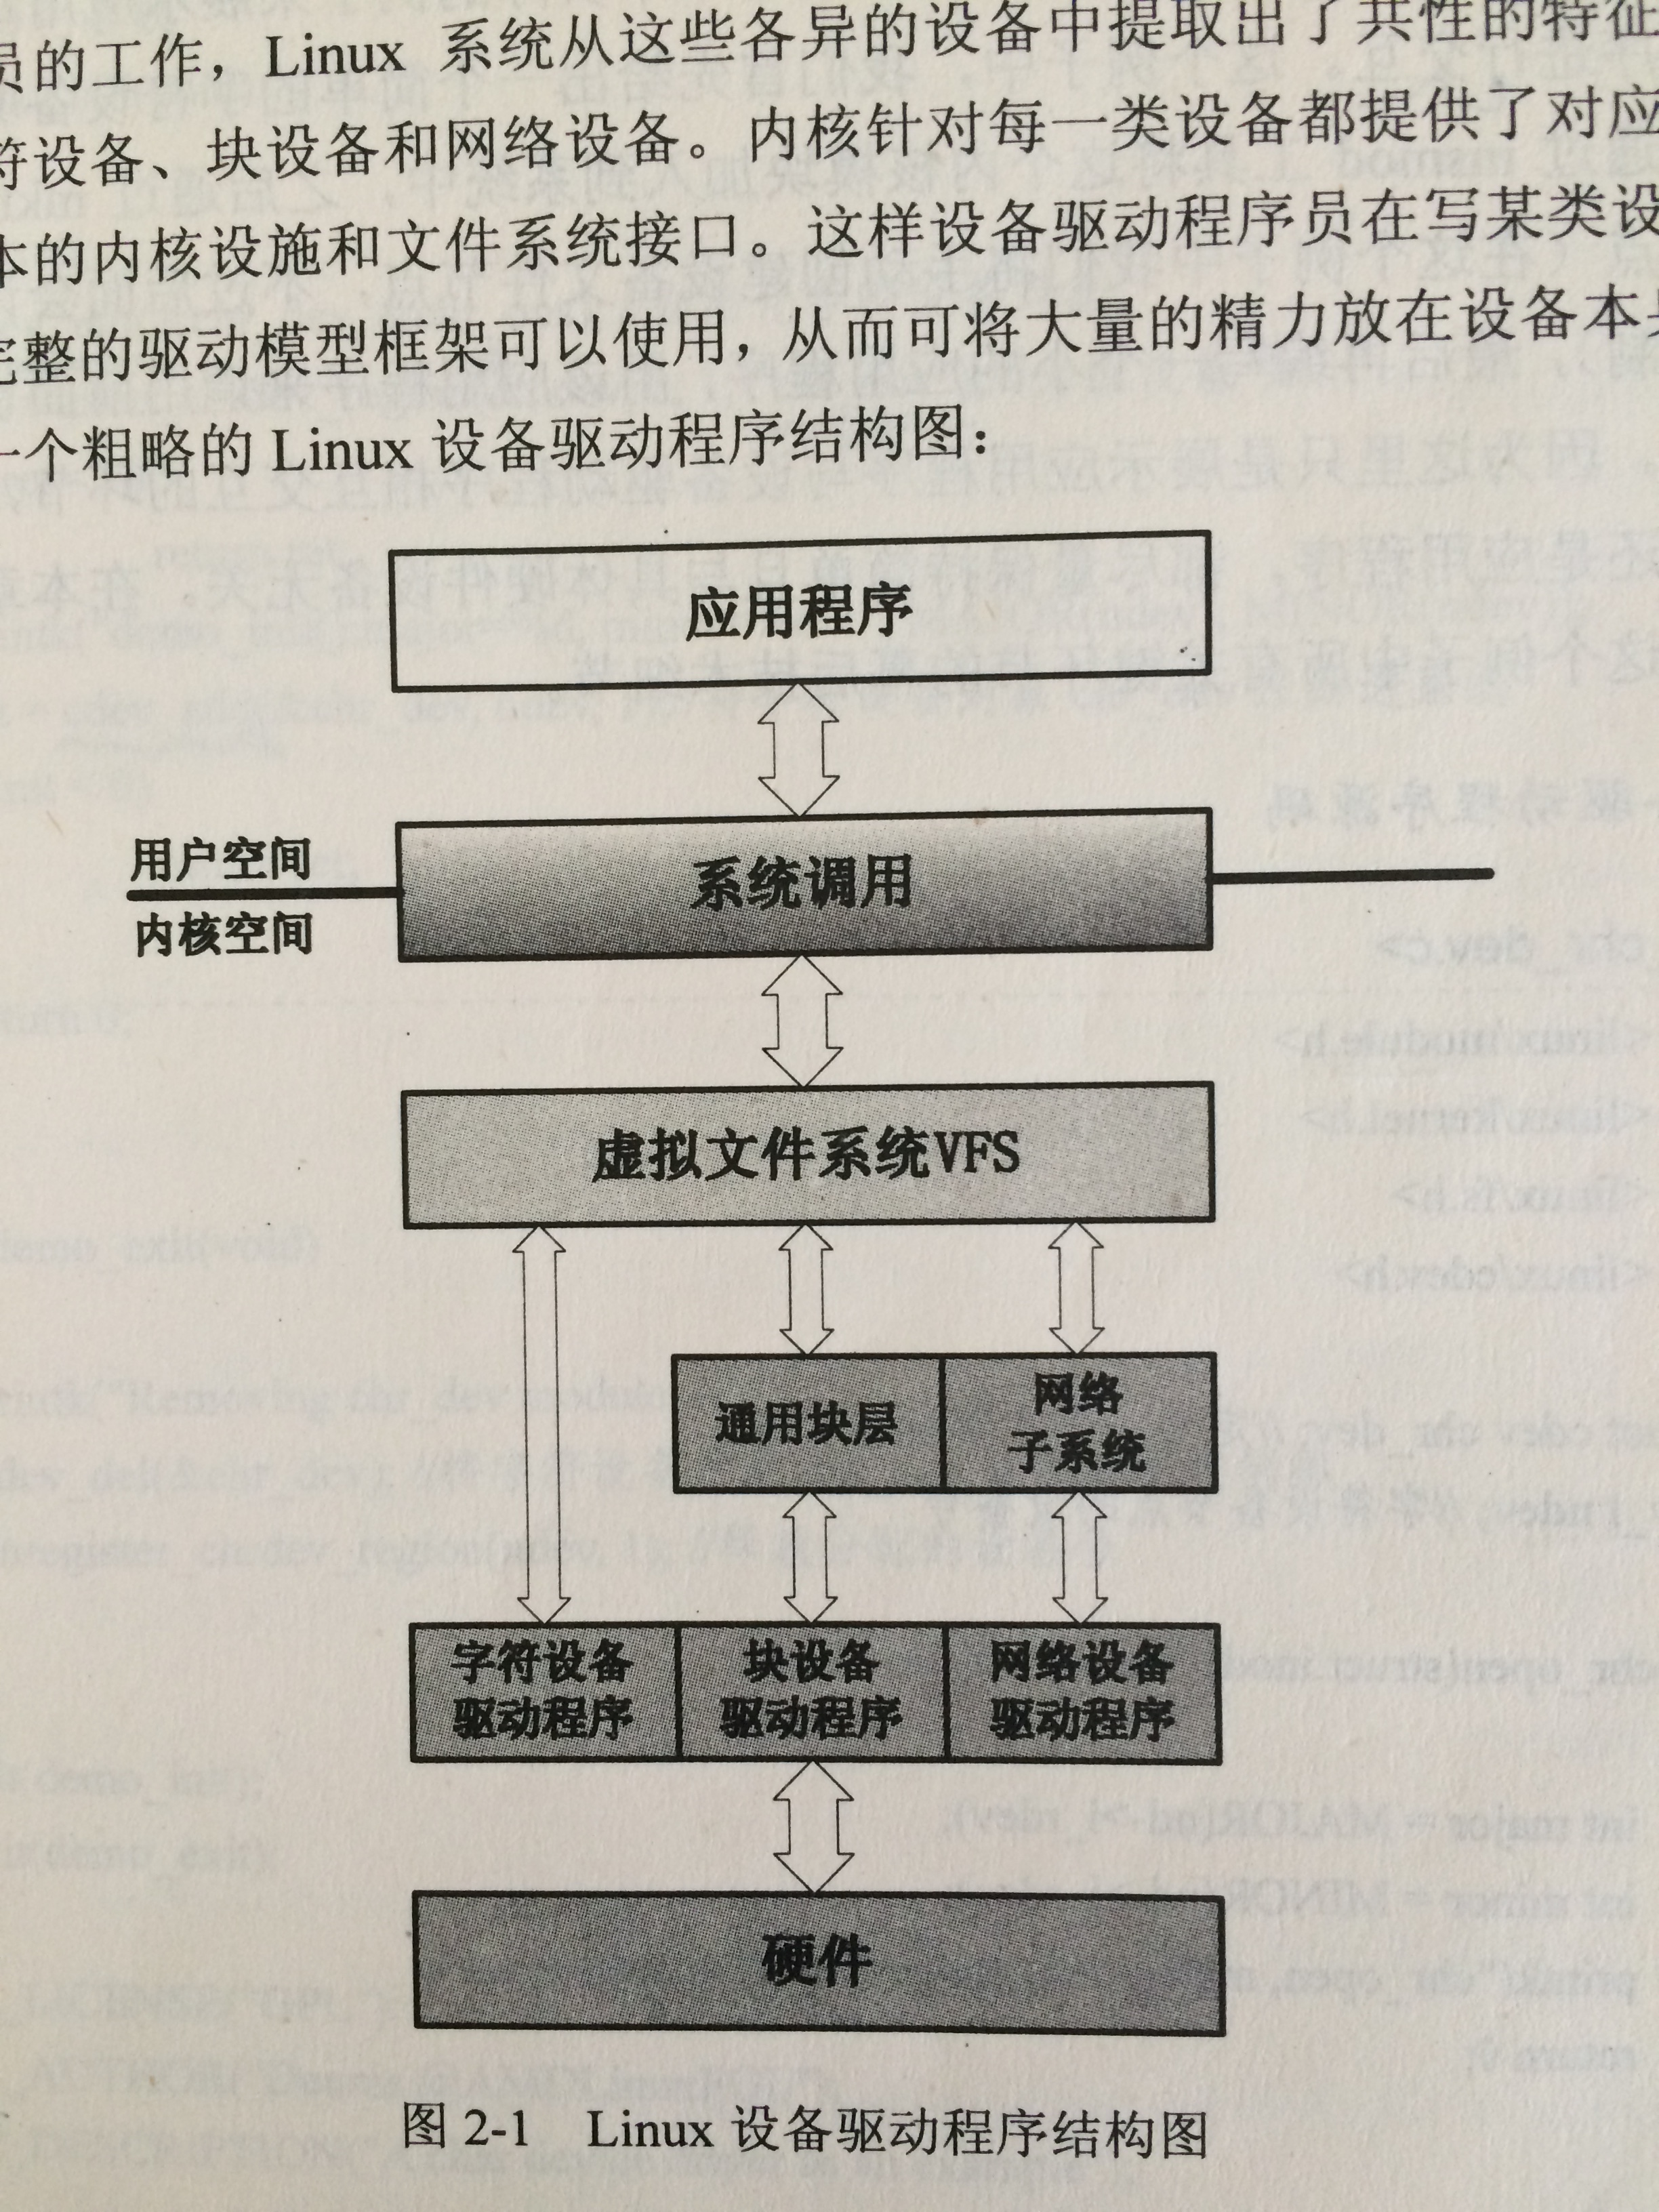 的工作，Linux 系统从这些各异的设备中提取出了共性的特征
符设备、块设备和网络设备。内核针对每一类设备都提供了对应
本的内核设施和文件系统接口。这样设备驱动程序员在写某类设
完整的驱动模型框架可以使用，从而可将大量的精力放在设备本
一个粗略的 Linux 设备驱动程序结构图：
应用程序
用户空间
系统调用
内核空间
虚拟文件系统VFS
通用块层
网络
子系统
字符设备
驱动程序
块设备
驱动程序
网络设备
驱动程序
硬件
图 2-1 Linux 设备驱动程序结构图